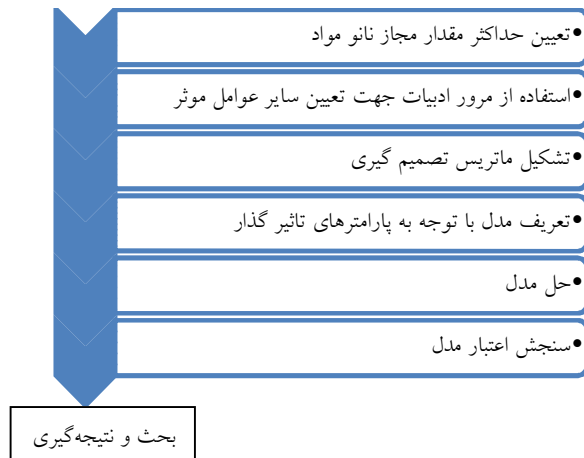 •تعیین حداکثر مقدار مجاز نانو مواد
•استفاده از مرور ادبیات جهت تعیین سایر عوامل موثر
•تشکیل ماتریس تصمیم گیری
•تعریف مدل با توجه به پارامترهای تاثیر گذار
•حل مدل
•سنجش اعتبار مدل
بحث و نتیجه‌گیری